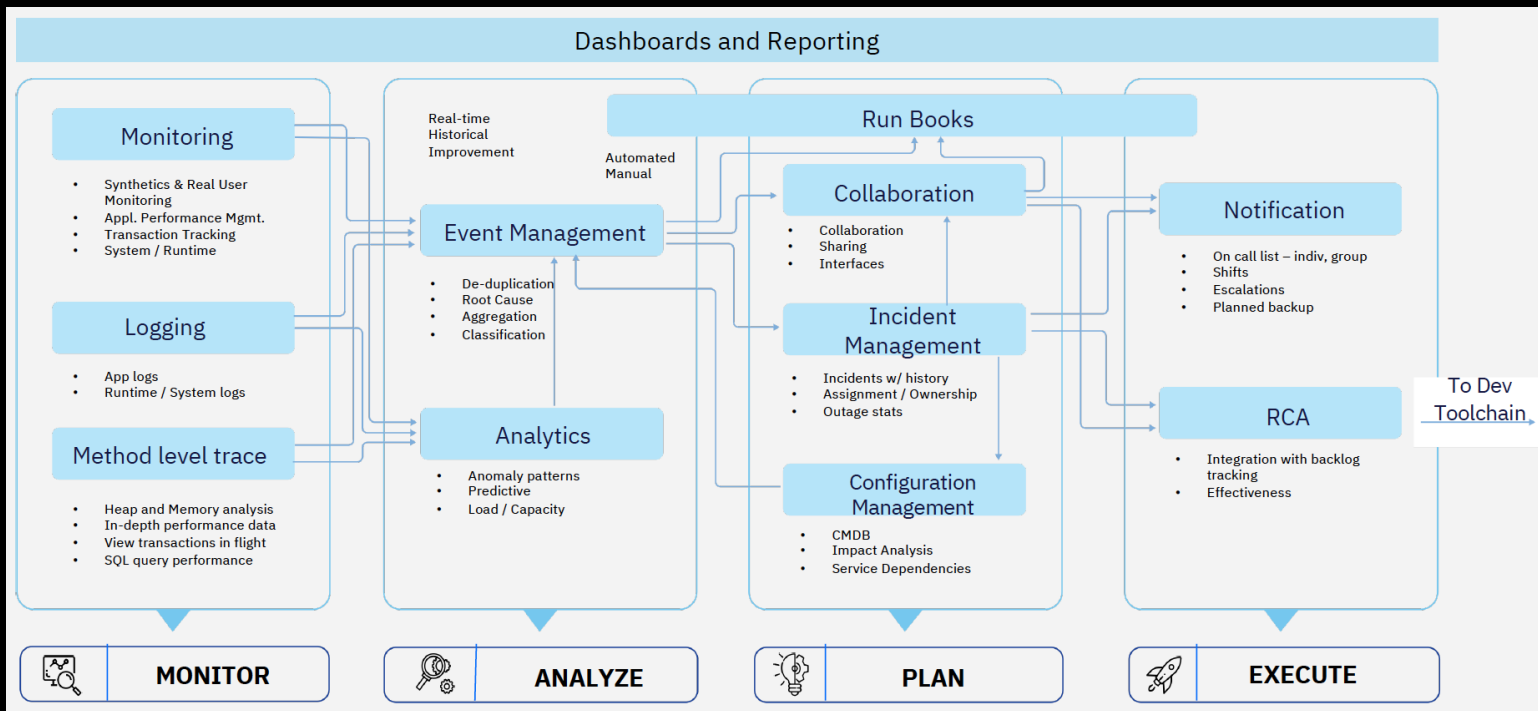 Dashboards and Reporting
Monitoring
• Synthetics & Real User
Monitoring
• Appl. Performance Mgmt.
• Transaction Tracking
• System / Runtime
Logging
• App logs
• Runtime / System logs
Method level trace
• Heap and Memory analysis
• In-depth performance data
• View transactions in flight
• SQL query performance
MONITOR
Real-time
Historical
Improvement
Event Management
• De-duplication
• Root Cause
• Aggregation
• Classification
Analytics
• Anomaly patterns
• Predictive
• Load / Capacity
ANALYZE
Run Books
Automated
Manual
Collaboration
• Collaboration
• Sharing
• Interfaces
Incident
Management
• Incidents w/ history
• Assignment / Ownership
• Outage stats
Configuration
Management
• CMDB
• Impact Analysis
• Service Dependencies
PLAN
Notification
• On call list – indiv, group
• Shifts
• Escalations
• Planned backup
RCA
• Integration with backlog
tracking
• Effectiveness
EXECUTE
To Dev
Toolchain